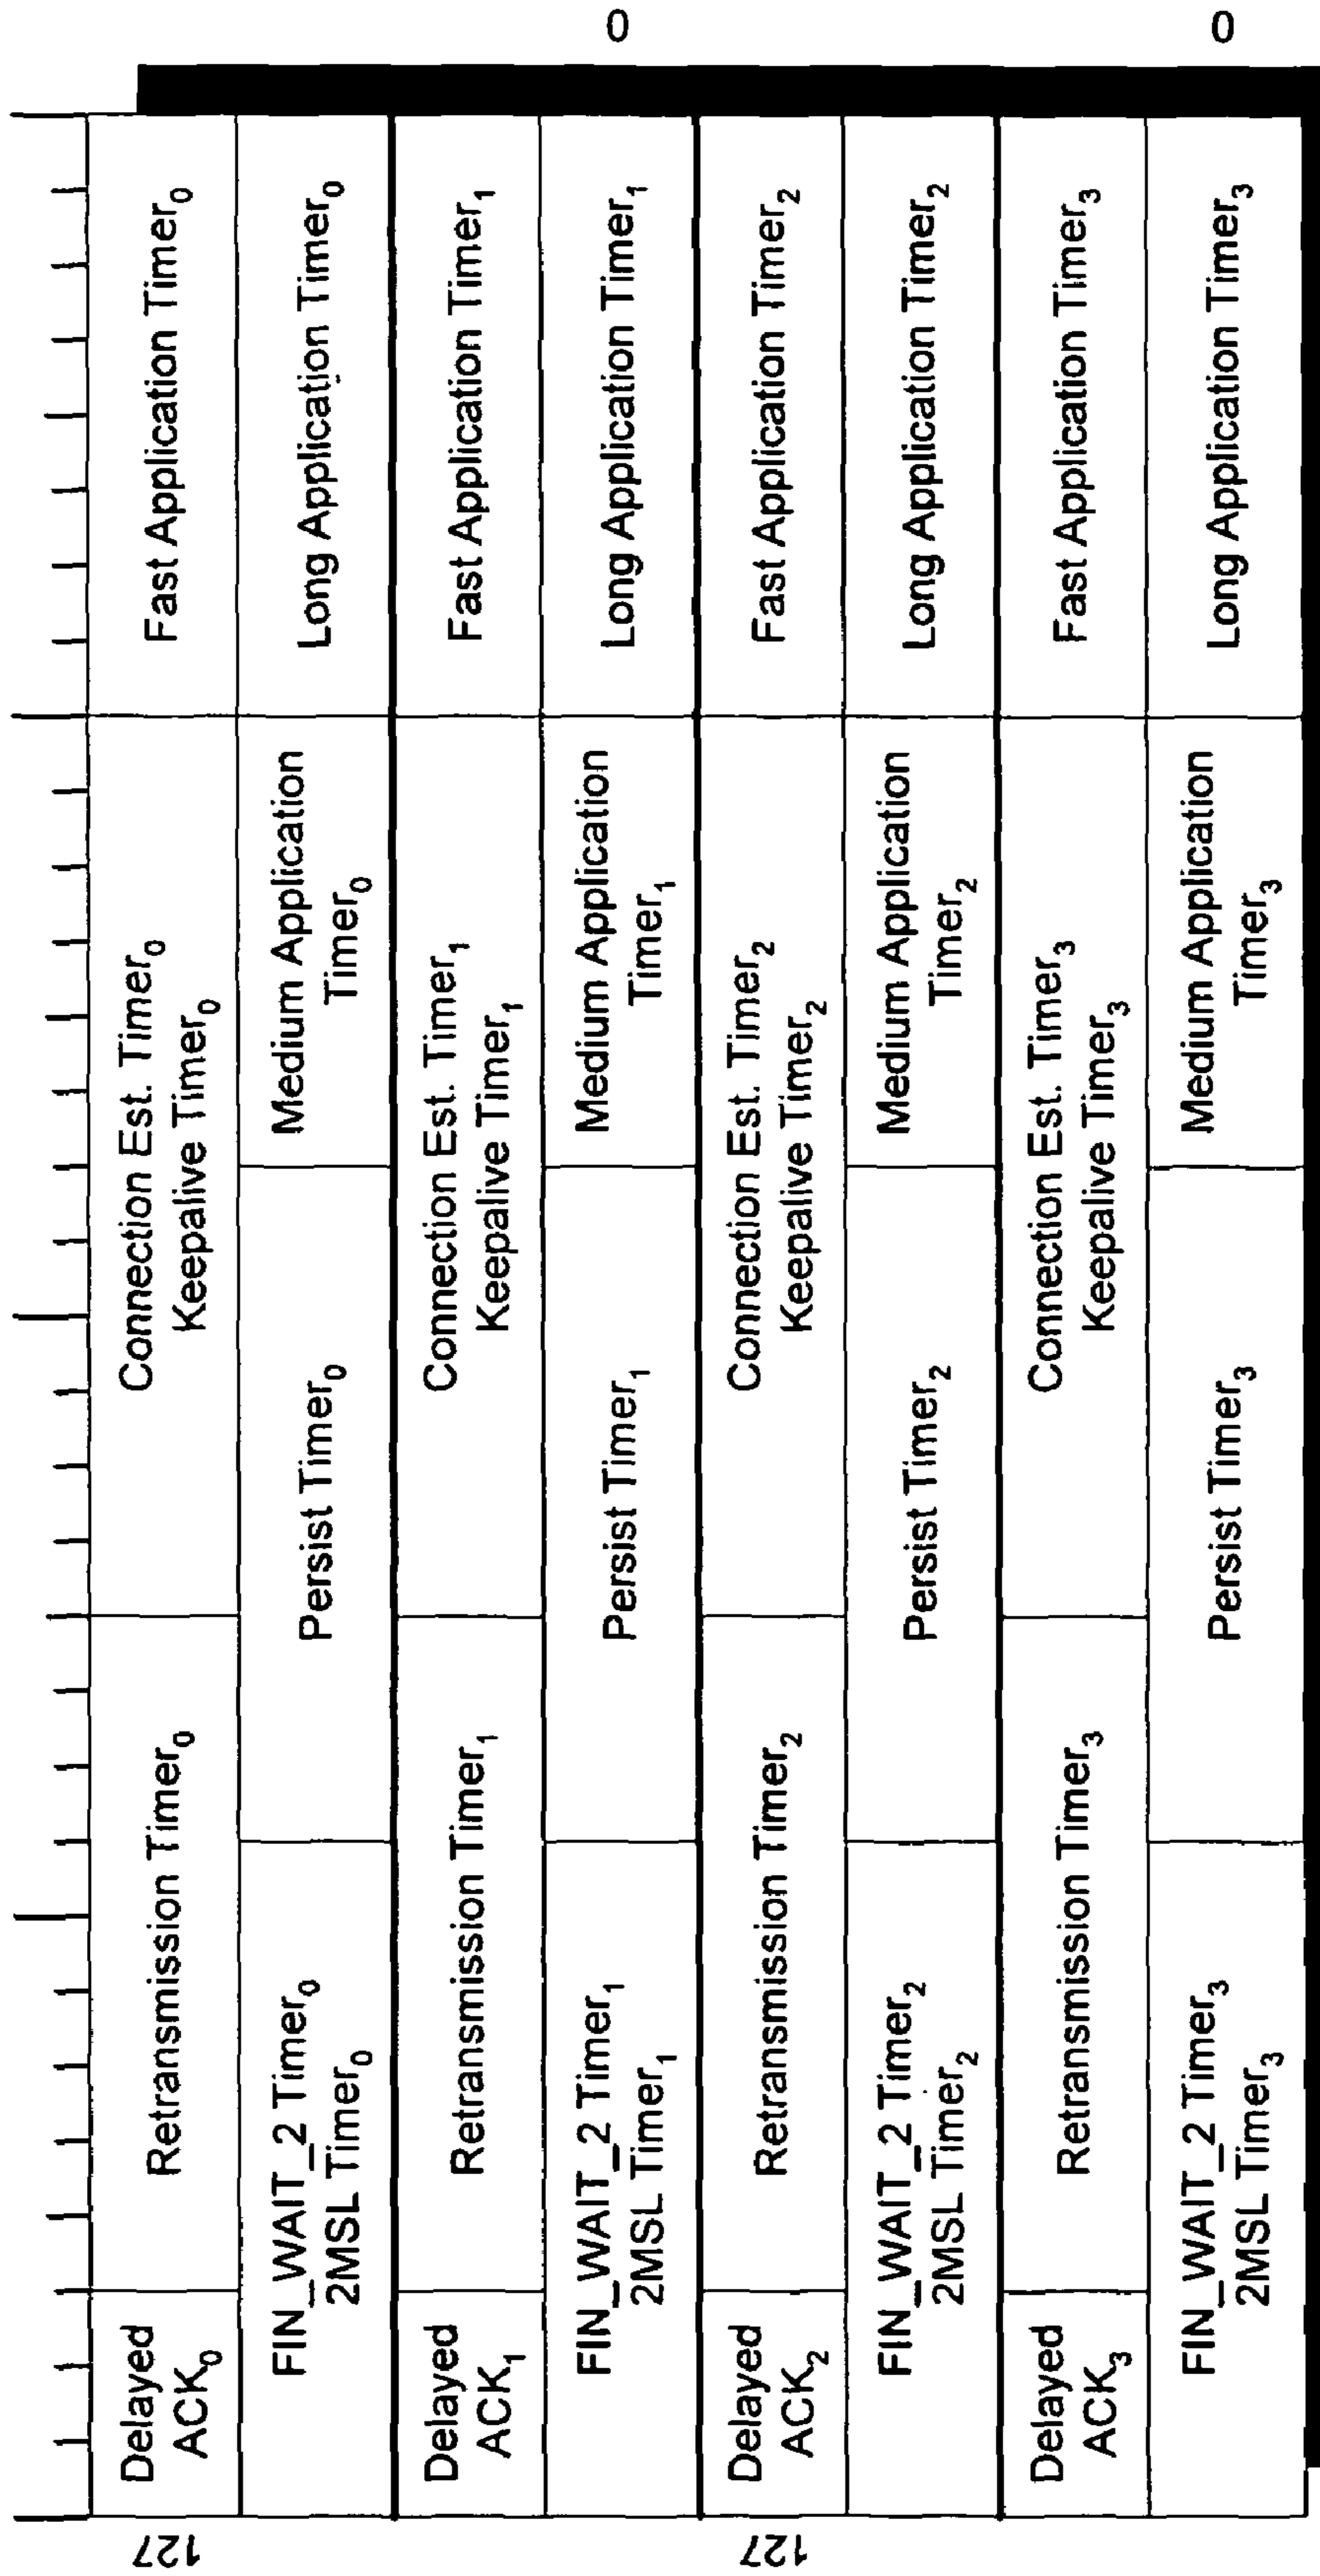 127
Delayed
ACK0
Retransmission Timer0
Connection Est. Timer0
Keepalive Timer0
Fast Application Timer0
FIN_WAIT_2 Timer0
2MSL Timer0
Persist Timer0
Medium Application
Timer0
Long Application Timer0
Delayed
ACK1
Retransmission Timer1
Connection Est. Timer1
Keepalive Timer1
Fast Application Timer1
FIN_WAIT_2 Timer1
2MSL Timer1
Persist Timer1
Medium Application
Timer1
Long Application Timer1
0
127
Delayed
ACK2
Retransmission Timer2
Connection Est. Timer2
Keepalive Timer2
Fast Application Timer2
FIN_WAIT_2 Timer2
2MSL Timer2
Persist Timer2
Medium Application
Timer2
Long Application Timer2
Delayed
ACK3
Retransmission Timer3
Connection Est. Timer3
Keepalive Timer3
Fast Application Timer3
FIN_WAIT_2 Timer3
2MSL Timer3
Persist Timer3
Medium Application
Timer3
Long Application Timer3
0